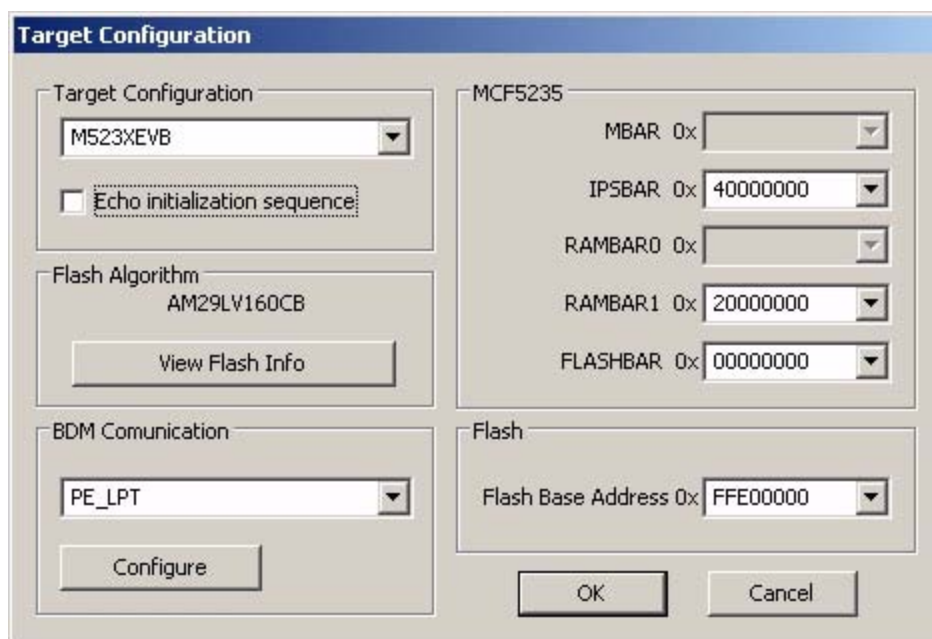 Target Configuration
Target Configuration
M523XEVB
Echo initialization sequence
Flash Algorithm
AM29LV160CB
View Flash Info
BDM Comunication
PE_LPT
Configure
MCF5235
MBAR 0x
IPSBAR 0x 40000000
RAMBAR0 0x
RAMBAR1 0x 20000000
FLASHBAR 0x 00000000
Flash
Flash Base Address 0x FFE00000
OK Cancel